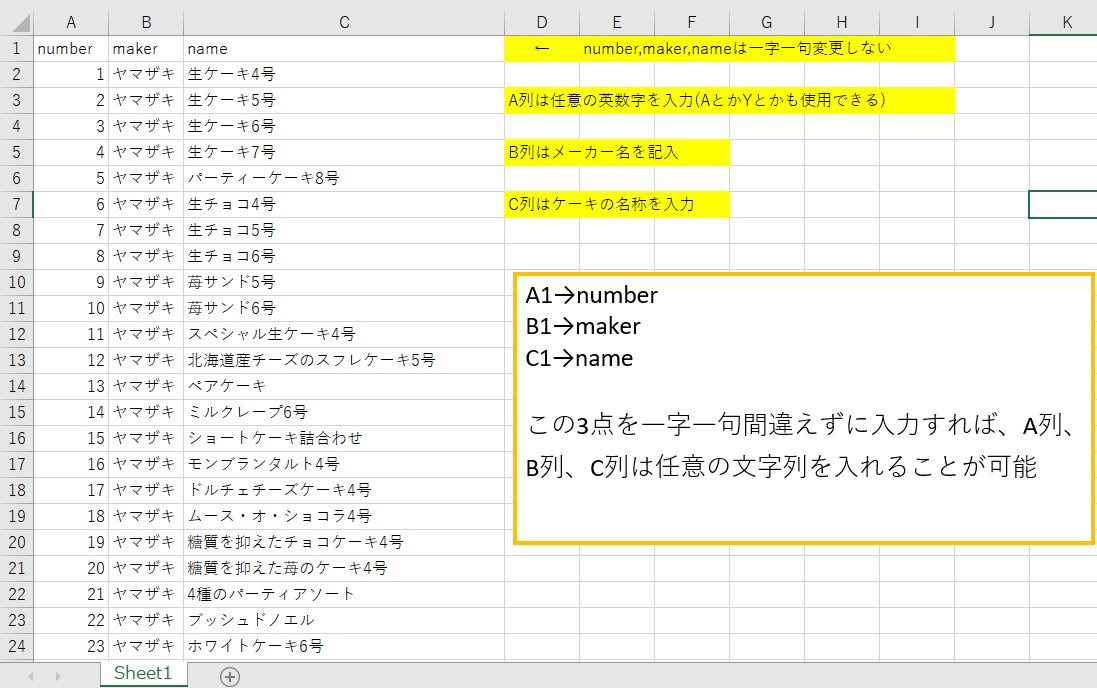 A B C D E F G H I J K
1 number maker name ← number,maker,nameは一字一句変更しない
2 1 ヤマザキ 生ケーキ4号
3 2 ヤマザキ 生ケーキ5号 A列は任意の英数字を入力(AとかYとかも使用できる)
4 3 ヤマザキ 生ケーキ6号
5 4 ヤマザキ 生ケーキ7号 B列はメーカー名を記入
6 5 ヤマザキ パーティーケーキ8号
7 6 ヤマザキ 生チョコ4号 C列はケーキの名称を入力
8 7 ヤマザキ 生チョコ5号
9 8 ヤマザキ 生チョコ6号
10 9 ヤマザキ 苺サンド5号
11 10 ヤマザキ 苺サンド6号
12 11 ヤマザキ スペシャル生ケーキ4号
13 12 ヤマザキ 北海道産チーズのスフレケーキ5号
14 13 ヤマザキ ペアケーキ
15 14 ヤマザキ ミルクレープ6号
16 15 ヤマザキ ショートケーキ詰合わせ
17 16 ヤマザキ モンブランタルト4号
18 17 ヤマザキ ドルチェチーズケーキ4号
19 18 ヤマザキ ムース・オ・ショコラ4号
20 19 ヤマザキ 糖質を抑えたチョコケーキ4号
21 20 ヤマザキ 糖質を抑えた苺のケーキ4号
22 21 ヤマザキ 4種のパーティアソート
23 22 ヤマザキ ブッシュドノエル
24 23 ヤマザキ ホワイトケーキ6号
A1→number
B1→maker
C1→name
この3点を一字一句間違えずに入力すれば、A列、
B列、C列は任意の文字列を入れることが可能
Sheet1